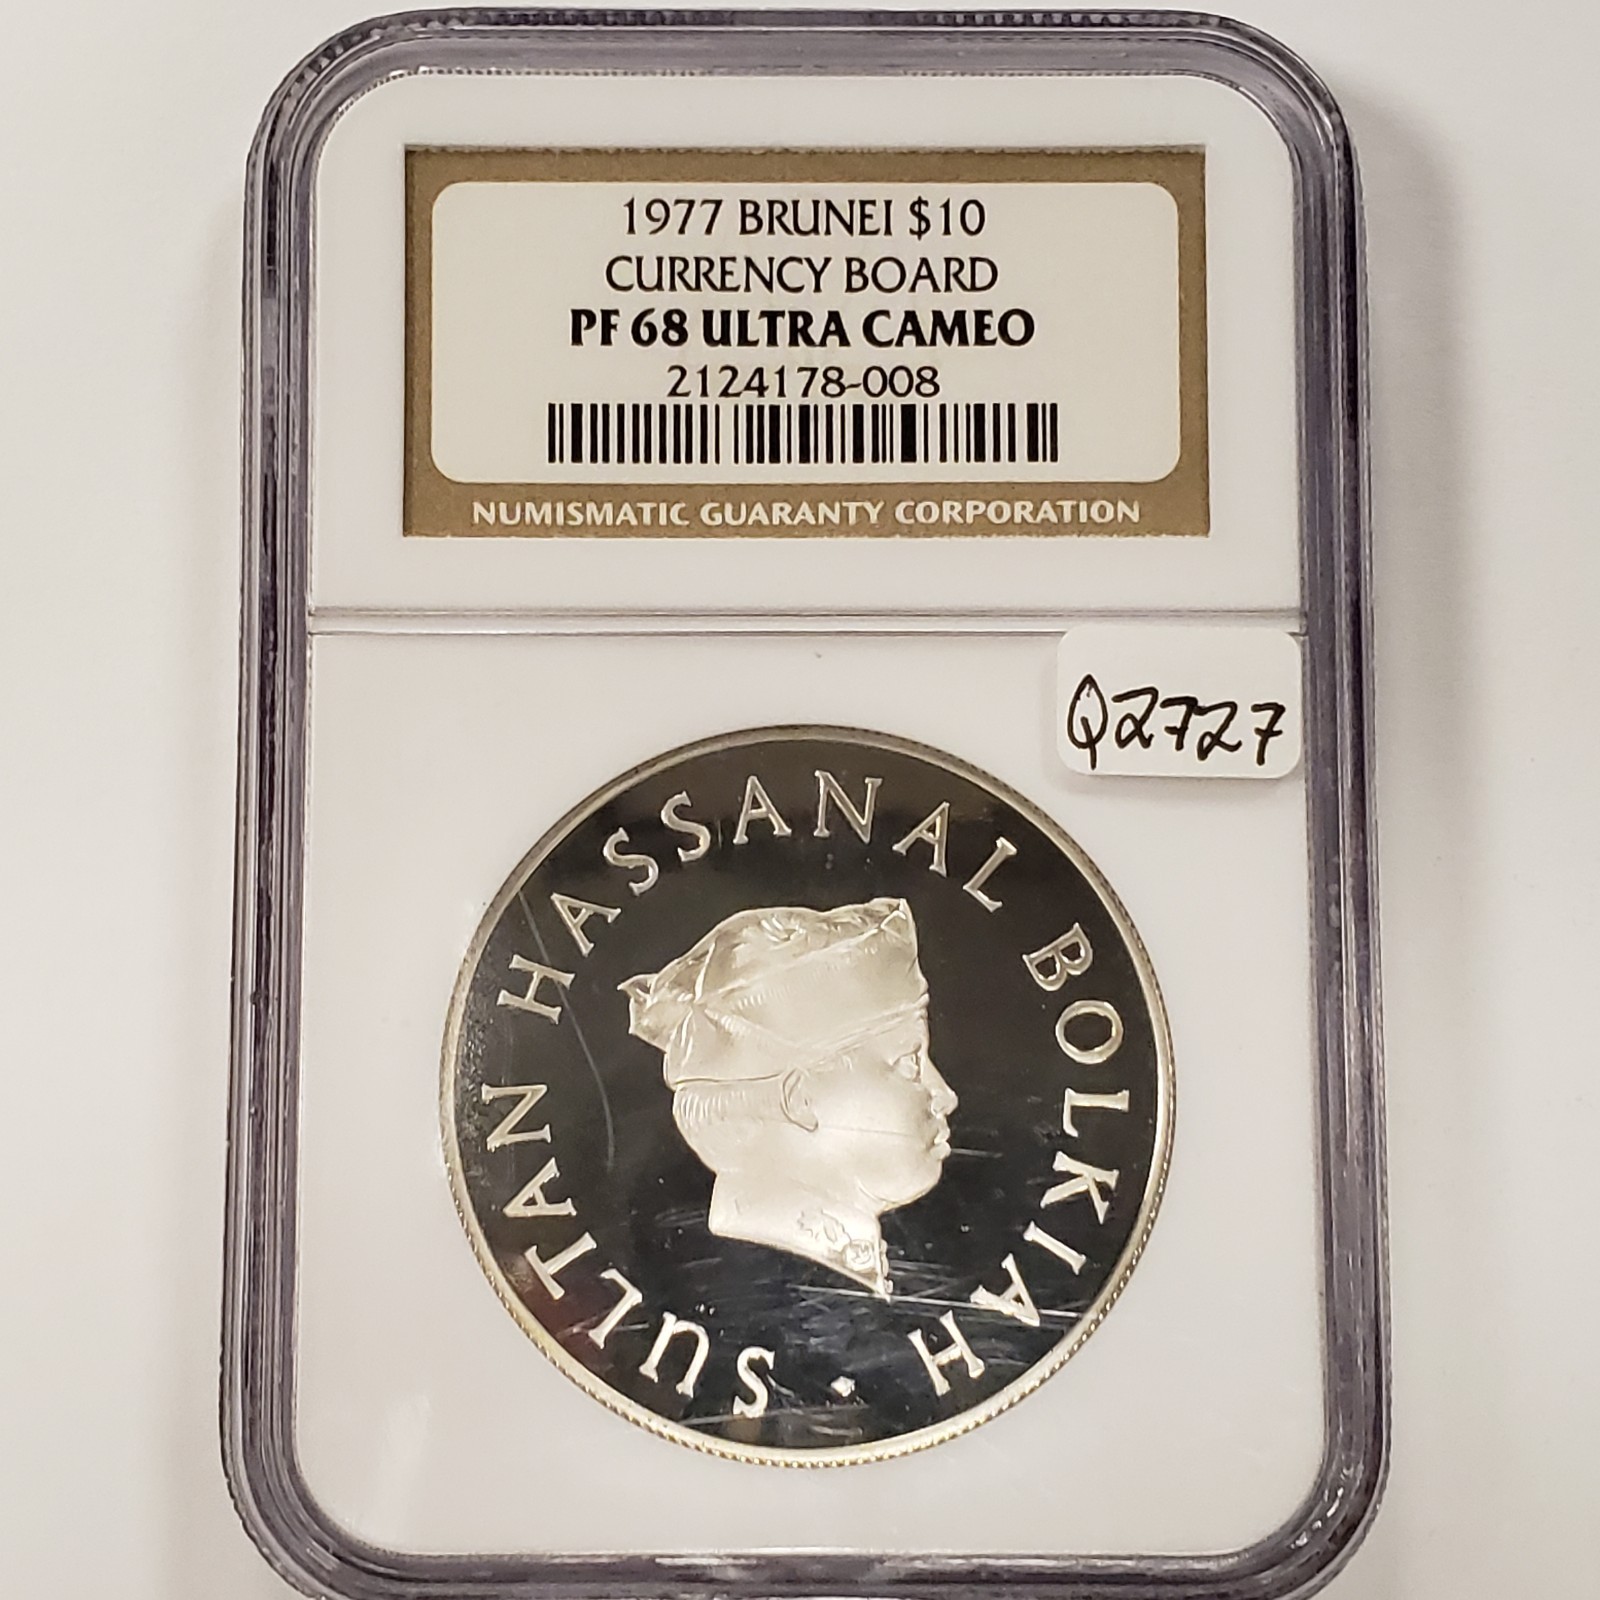 1977 BRUNEI $10
CURRENCY BOARD
PF 68 ULTRA CAMEO
2124178-008
NUMISMATIC GUARANTY CORPORATION
Q2727
SULTAN HASSANAL BOLKIAH